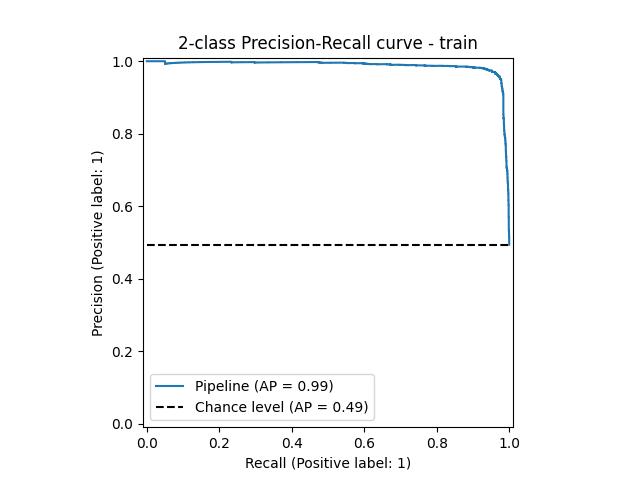 2-class Precision-Recall curve - train
1.0
0.8
0.6
0.4
0.2
0.0
Precision (Positive label: 1)
Pipeline (AP = 0.99)
Chance level (AP = 0.49)
0.0 0.2 0.4 0.6 0.8 1.0
Recall (Positive label: 1)